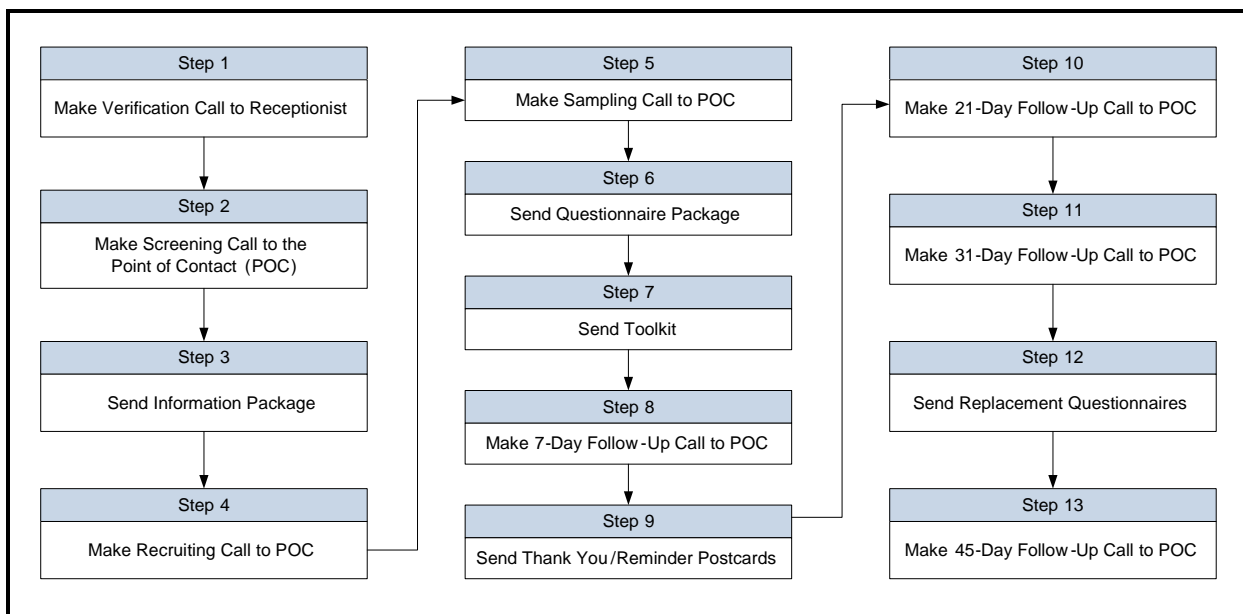 Step 1
Make Verification Call to Receptionist
Step 2
Make Screening Call to the
Point of Contact (POC)
Step 3
Send Information Package
Step 4
Make Recruiting Call to POC
Step 5
Make Sampling Call to POC
Step 6
Send Questionnaire Package
Step 7
Send Toolkit
Step 8
Make 7-Day Follow-Up Call to POC
Step 9
Send Thank You/Reminder Postcards
Step 10
Make 21-Day Follow-Up Call to POC
Step 11
Make 31-Day Follow-Up Call to POC
Step 12
Send Replacement Questionnaires
Step 13
Make 45-Day Follow-Up Call to POC